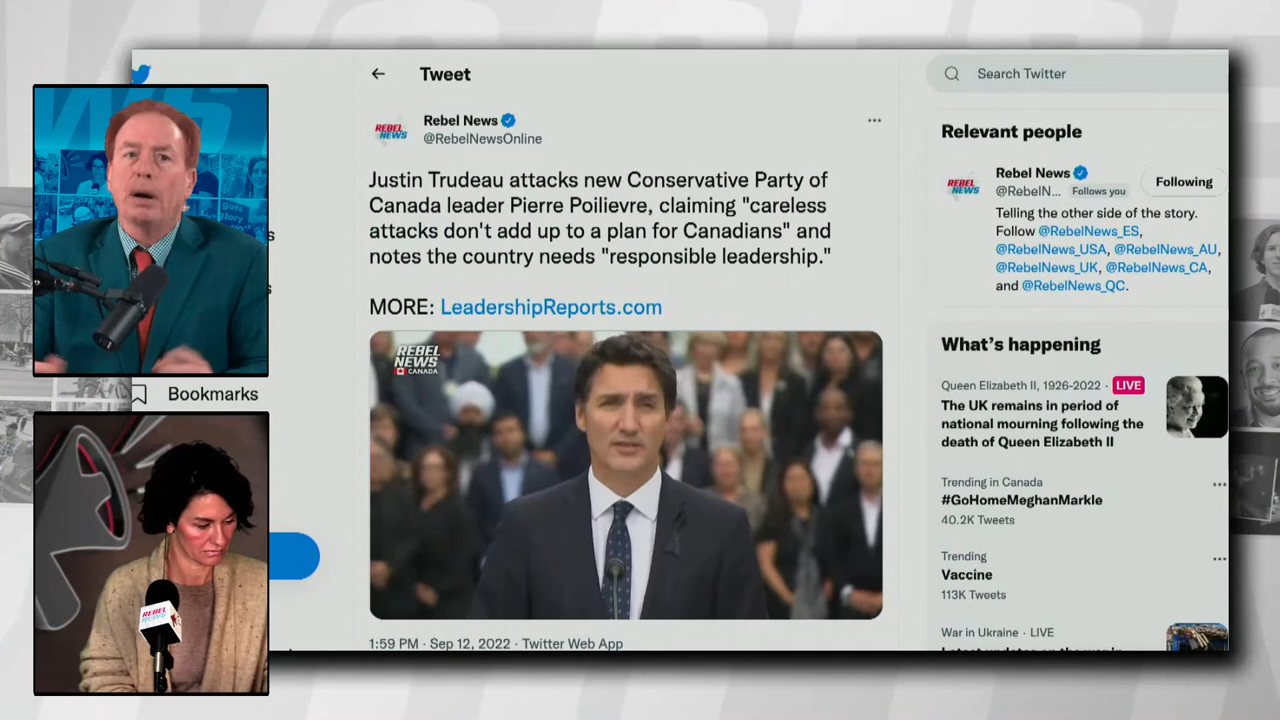 Tweet
Search Twitter
Rebel News
@RebelNewsOnline
Justin Trudeau attacks new Conservative Party of
Canada leader Pierre Poilievre, claiming "careless
attacks don't add up to a plan for Canadians" and
notes the country needs "responsible leadership."
MORE: LeadershipReports.com
REBEL
NEWS
CANADA
1:59 PM · Sep 12, 2022 · Twitter Web App
Relevant people
REBEL
NEWS
Rebel News
@RebelN... Follows you
Following
Telling the other side of the story.
Follow @RebelNews_ES,
@RebelNews_USA, @RebelNews_AU,
@RebelNews_UK, @RebelNews_CA,
and @RebelNews_QC.
What's happening
Queen Elizabeth II, 1926-2022 · LIVE
The UK remains in period of
national mourning following the
death of Queen Elizabeth II
Trending in Canada
#GoHomeMeghanMarkle
40.2K Tweets
Trending
Vaccine
113K Tweets
War in Ukraine · LIVE
Bookmarks
REBEL
NEWS
REBEL
NEWS